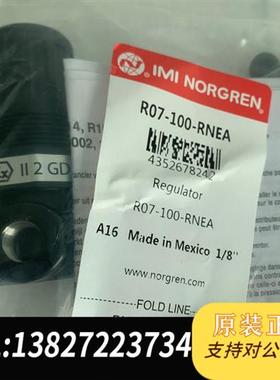 IMI NORGREN®
R07-100-RNEA
4352678242
Regulator
R07-100-RNEA
A16 Made in Mexico 1/8"
www.norgren.com
FOLD LINE
4, R1
002,
εx II 2 GD
:13827223734
原装正
支持对公